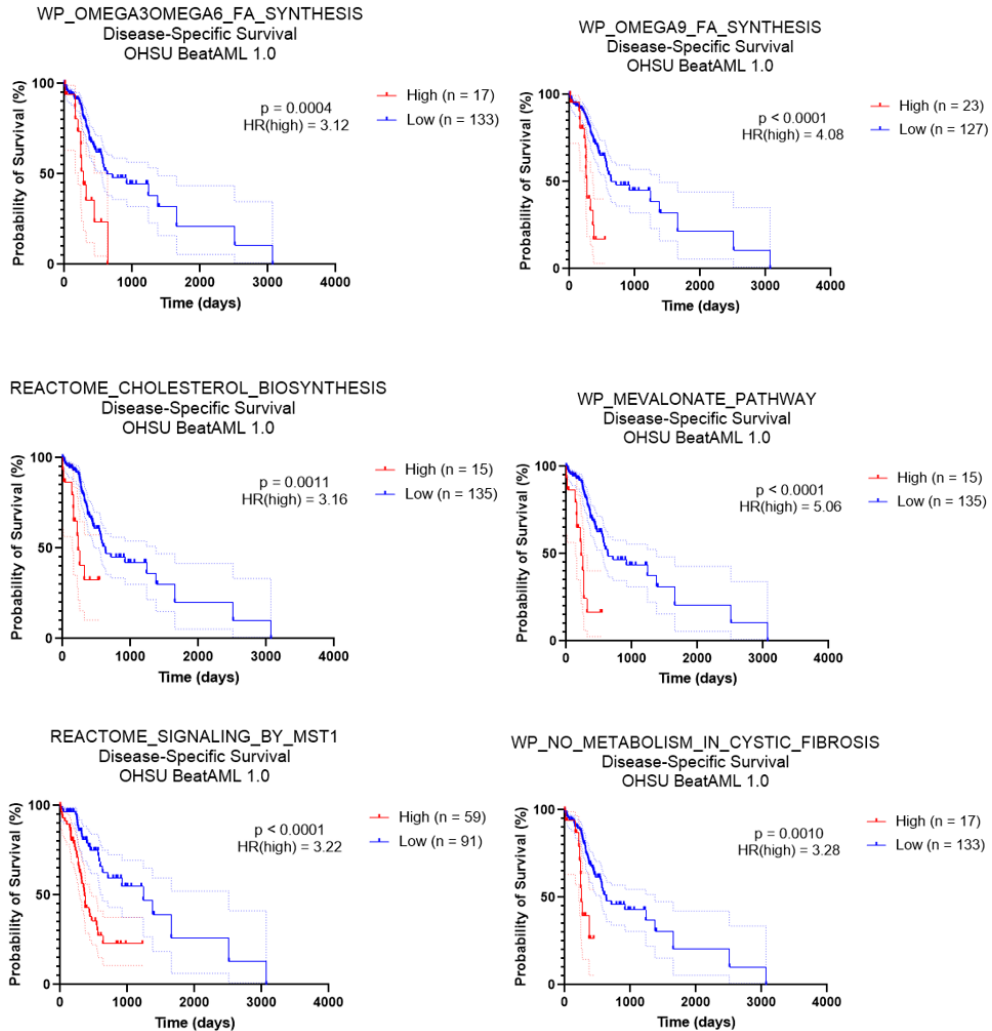 WP_OMEGA3OMEGA6_FA_SYNTHESIS
Disease-Specific Survival
OHSU BeatAML 1.0
Probability of Survival (%)
100
50
0
p = 0.0004
HR(high) = 3.12
High (n = 17)
Low (n = 133)
0 1000 2000 3000 4000
Time (days)
WP_OMEGA9_FA_SYNTHESIS
Disease-Specific Survival
OHSU BeatAML 1.0
Probability of Survival (%)
100
50
0
p < 0.0001
HR(high) = 4.08
High (n = 23)
Low (n = 127)
0 1000 2000 3000 4000
Time (days)
REACTOME_CHOLESTEROL_BIOSYNTHESIS
Disease-Specific Survival
OHSU BeatAML 1.0
Probability of Survival (%)
100
50
0
p = 0.0011
HR(high) = 3.16
High (n = 15)
Low (n = 135)
0 1000 2000 3000 4000
Time (days)
WP_MEVALONATE_PATHWAY
Disease-Specific Survival
OHSU BeatAML 1.0
Probability of Survival (%)
100
50
0
p < 0.0001
HR(high) = 5.06
High (n = 15)
Low (n = 135)
0 1000 2000 3000 4000
Time (days)
REACTOME_SIGNALING_BY_MST1
Disease-Specific Survival
OHSU BeatAML 1.0
Probability of Survival (%)
100
50
0
p < 0.0001
HR(high) = 3.22
High (n = 59)
Low (n = 91)
0 1000 2000 3000 4000
Time (days)
WP_NO_METABOLISM_IN_CYSTIC_FIBROSIS
Disease-Specific Survival
OHSU BeatAML 1.0
Probability of Survival (%)
100
50
0
p = 0.0010
HR(high) = 3.28
High (n = 17)
Low (n = 133)
0 1000 2000 3000 4000
Time (days)